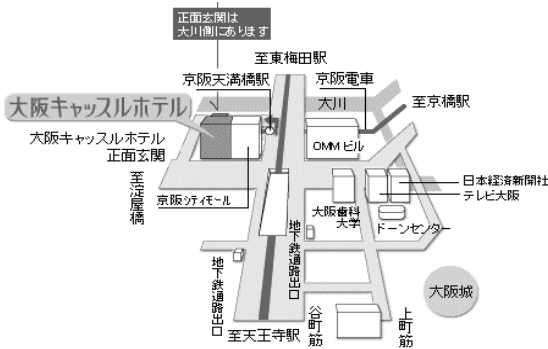 正面玄関は
大川側にあります
至東梅田駅
京阪天満橋駅
京阪電車
大阪キャッスルホテル
大川
至京橋駅
大阪キャッスルホテル
正面玄関
OMMビル
至淀屋橋
京阪シティモール
日本経済新聞社
テレビ大阪
大阪歯科
大学
ドーンセンター
地下鉄通路出口
地下鉄通路出口
大阪城
至天王寺駅
谷町筋
上町筋